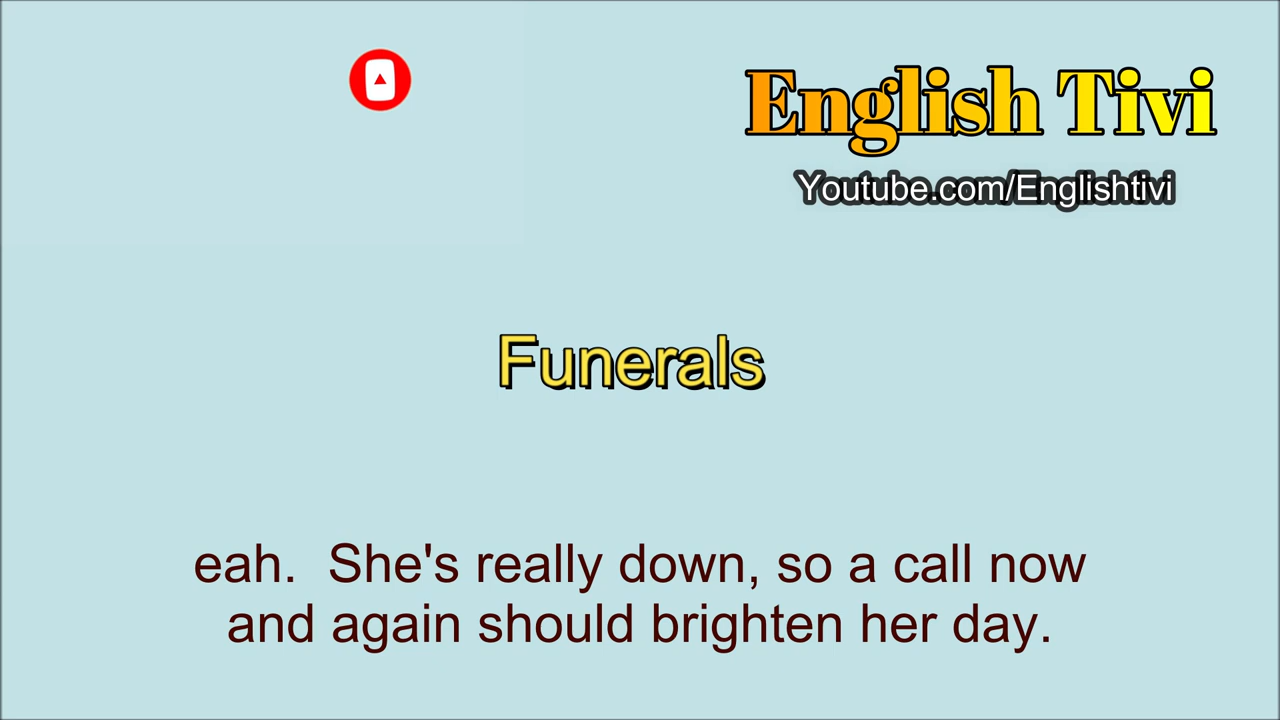 English Tivi
Youtube.com/Englishtivi
Funerals
eah.  She's really down, so a call now
and again should brighten her day.